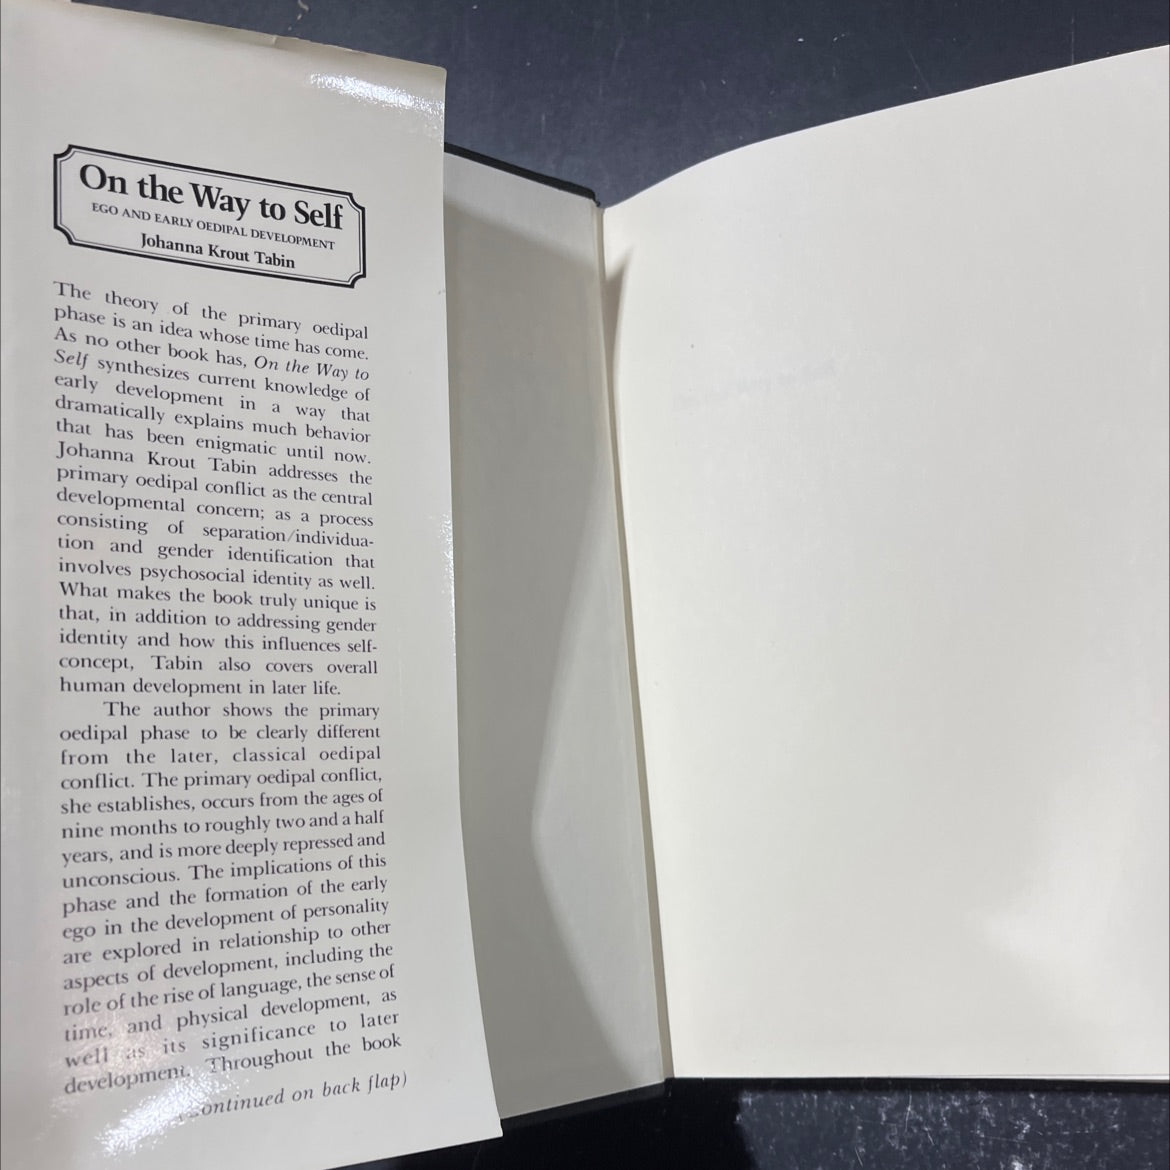 On the Way to Self
EGO AND EARLY OEDIPAL DEVELOPMENT
Johanna Krout Tabin
The theory of the primary oedipal
phase is an idea whose time has come.
As no other book has, On the Way to
Self synthesizes current knowledge of
early development in a way that
dramatically explains much behavior
that has been enigmatic until now.
Johanna Krout Tabin addresses the
primary oedipal conflict as the central
developmental concern; as a process
consisting of separation/individua-
tion and gender identification that
involves psychosocial identity as well.
What makes the book truly unique is
that, in addition to addressing gender
identity and how this influences self-
concept, Tabin also covers overall
human development in later life.
The author shows the primary
oedipal phase to be clearly different
from the later, classical oedipal
conflict. The primary oedipal conflict,
she establishes, occurs from the ages of
nine months to roughly two and a half
years, and is more deeply repressed and
unconscious. The implications of this
phase and the formation of the early
ego in the development of personality
are explored in relationship to other
aspects of development, including the
role of the rise of language, the sense of
time, and physical development, as
well as its significance to later
development. Throughout the book
(continued on back flap)